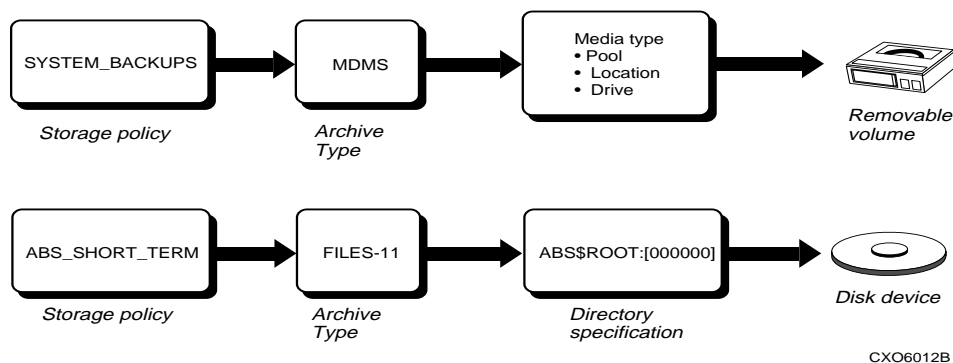 SYSTEM_BACKUPS
Storage policy
MDMS
Archive
Type
Media type
• Pool
• Location
• Drive
Removable
volume
ABS_SHORT_TERM
Storage policy
FILES-11
Archive
Type
ABS$ROOT:[000000]
Directory
specification
Disk device
CXO6012B